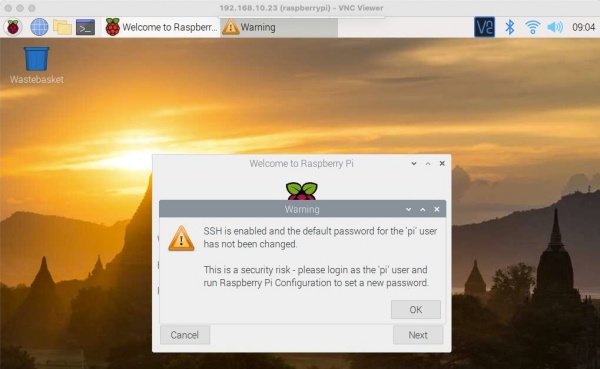 192.168.10.23 (raspberrypi) - VNC Viewer
Welcome to Raspberr...
Warning
09:04
Wastebasket
Welcome to Raspberry Pi
Warning
SSH is enabled and the default password for the 'pi' user
has not been changed.
This is a security risk - please login as the 'pi' user and
run Raspberry Pi Configuration to set a new password.
OK
Cancel
Next